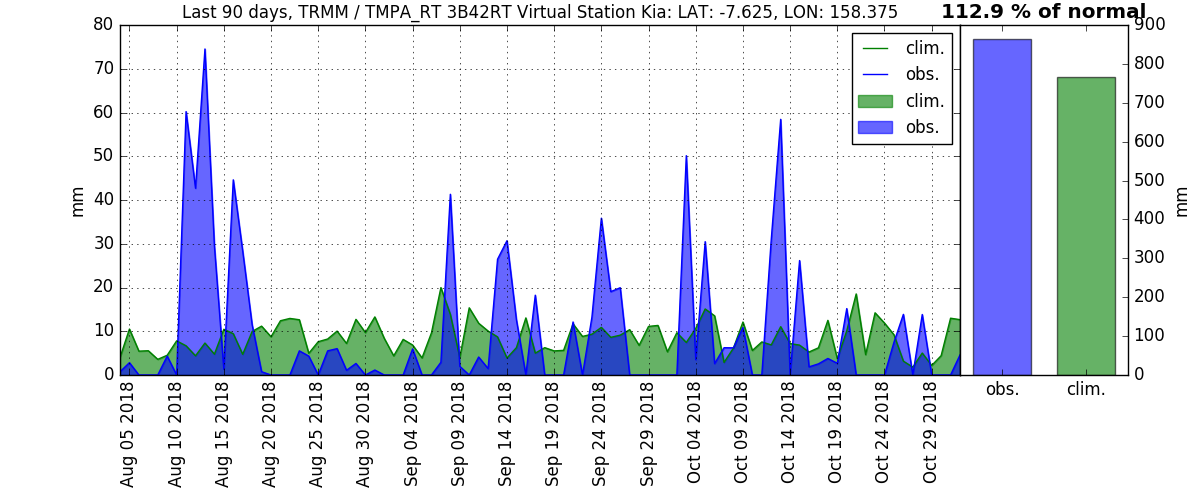 Last 90 days, TRMM / TMPA_RT 3B42RT Virtual Station Kia: LAT: -7.625, LON: 158.375
112.9 % of normal
80
70
60
50
40
30
20
10
0
mm
clim.
obs.
clim.
obs.
900
800
700
600
500
400
300
200
100
0
mm
obs.
clim.
Aug 05 2018
Aug 10 2018
Aug 15 2018
Aug 20 2018
Aug 25 2018
Aug 30 2018
Sep 04 2018
Sep 09 2018
Sep 14 2018
Sep 19 2018
Sep 24 2018
Sep 29 2018
Oct 04 2018
Oct 09 2018
Oct 14 2018
Oct 19 2018
Oct 24 2018
Oct 29 2018